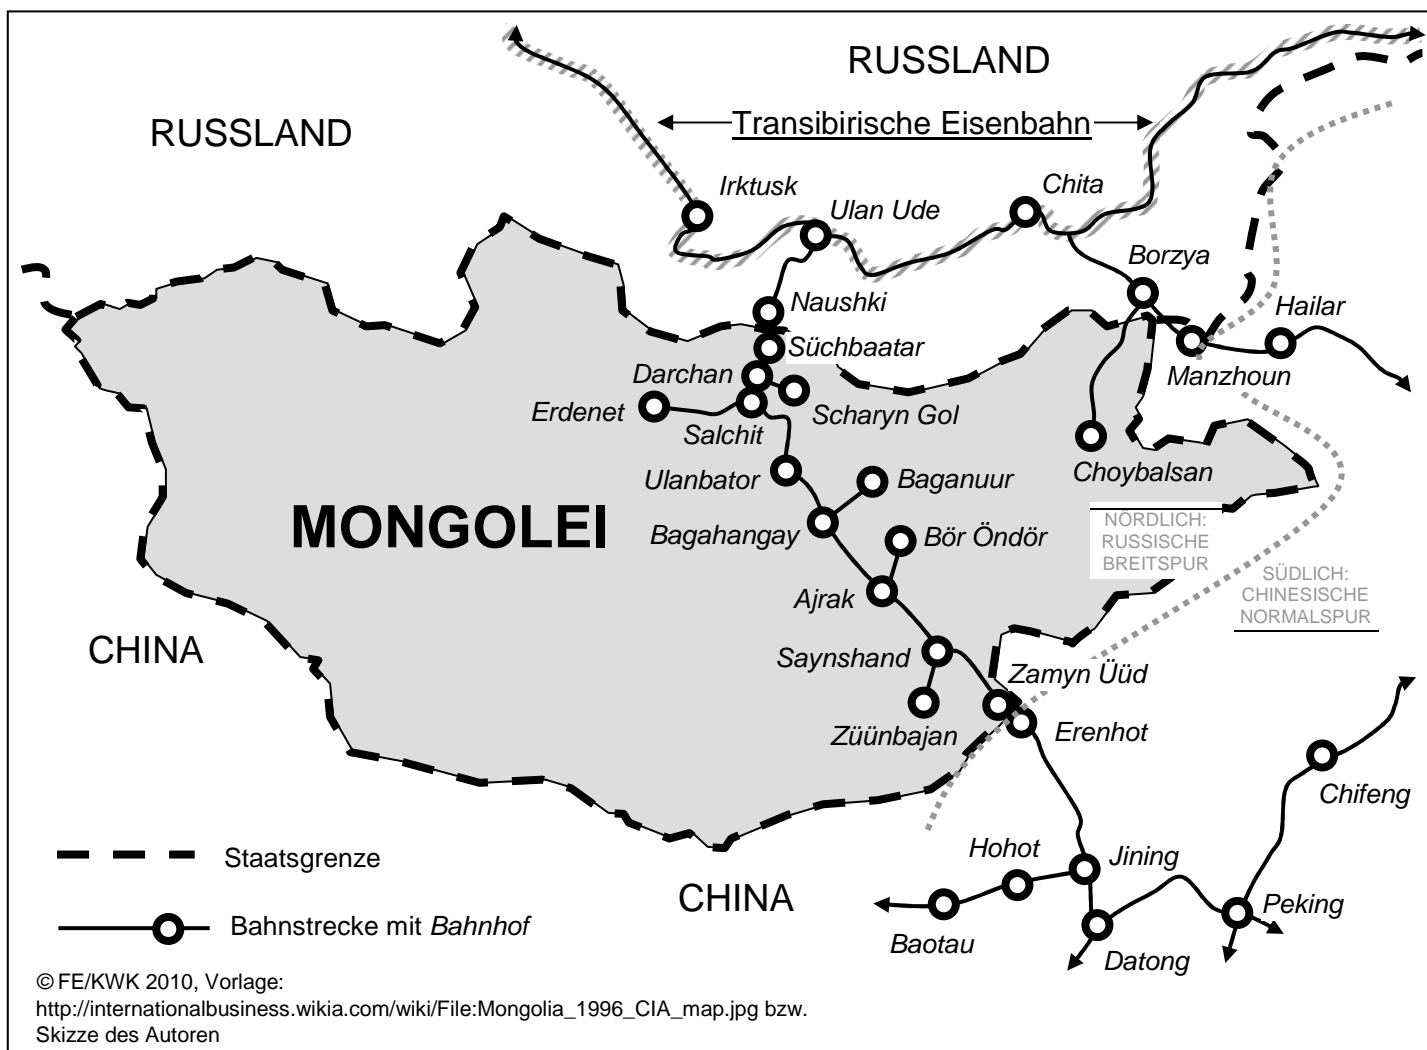 RUSSLAND
RUSSLAND
Transibirische Eisenbahn
Irktusk
Ulan Ude
Chita
Borzya
Hailar
Naushki
Süchbaatar
Manzhoun
Darchan
Scharyn Gol
Erdenet
Salchit
Choybalsan
Ulanbator
Baganuur
MONGOLEI
Bagahangay
Bör Öndör
NÖRDLICH:
RUSSISCHE
BREITSPUR
SÜDLICH:
CHINESISCHE
NORMALSPUR
Ajrak
CHINA
Saynshand
Zamyn Üüd
Züünbajan
Erenhot
Chifeng
Staatsgrenze
Hohot
Jining
CHINA
Bahnstrecke mit Bahnhof
Peking
Baotau
Datong
© FE/KWK 2010, Vorlage:
http://internationalbusiness.wikia.com/wiki/File:Mongolia_1996_CIA_map.jpg bzw.
Skizze des Autoren